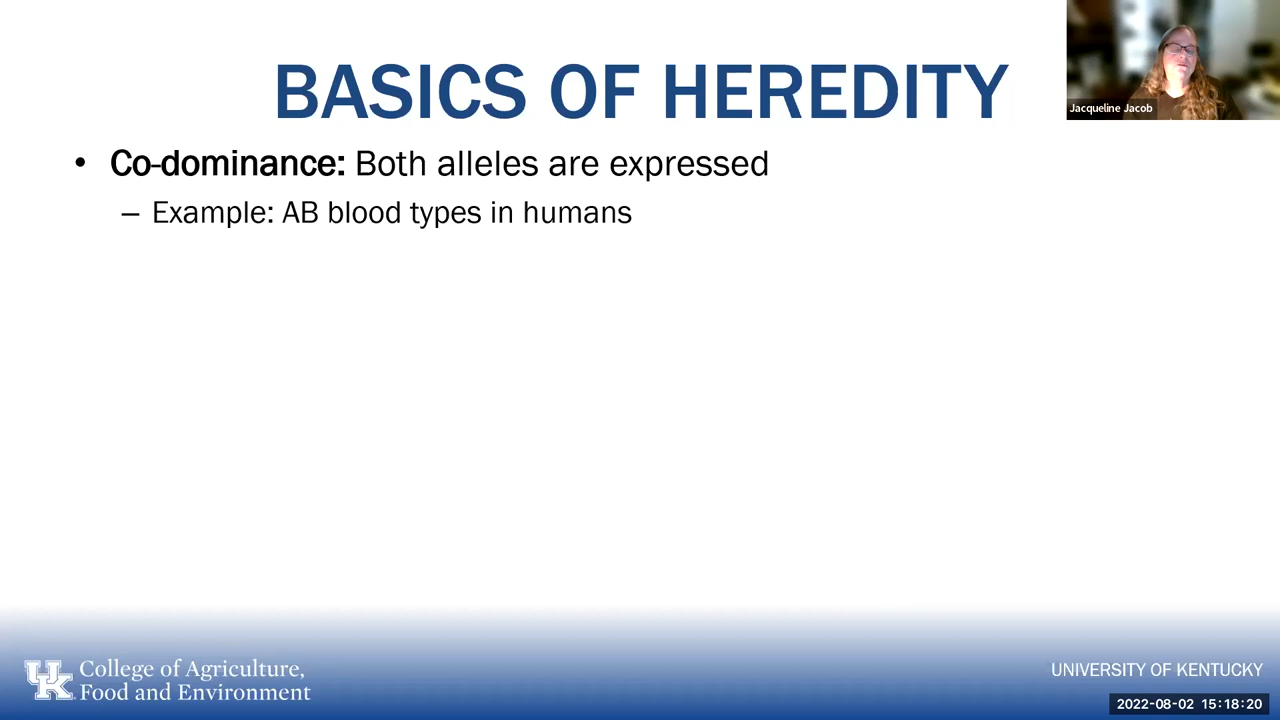 BASICS OF HEREDITY
Jacqueline Jacob
• Co-dominance: Both alleles are expressed
– Example: AB blood types in humans
UK
College of Agriculture,
Food and Environment
UNIVERSITY OF KENTUCKY
2022-08-02 15:18:20